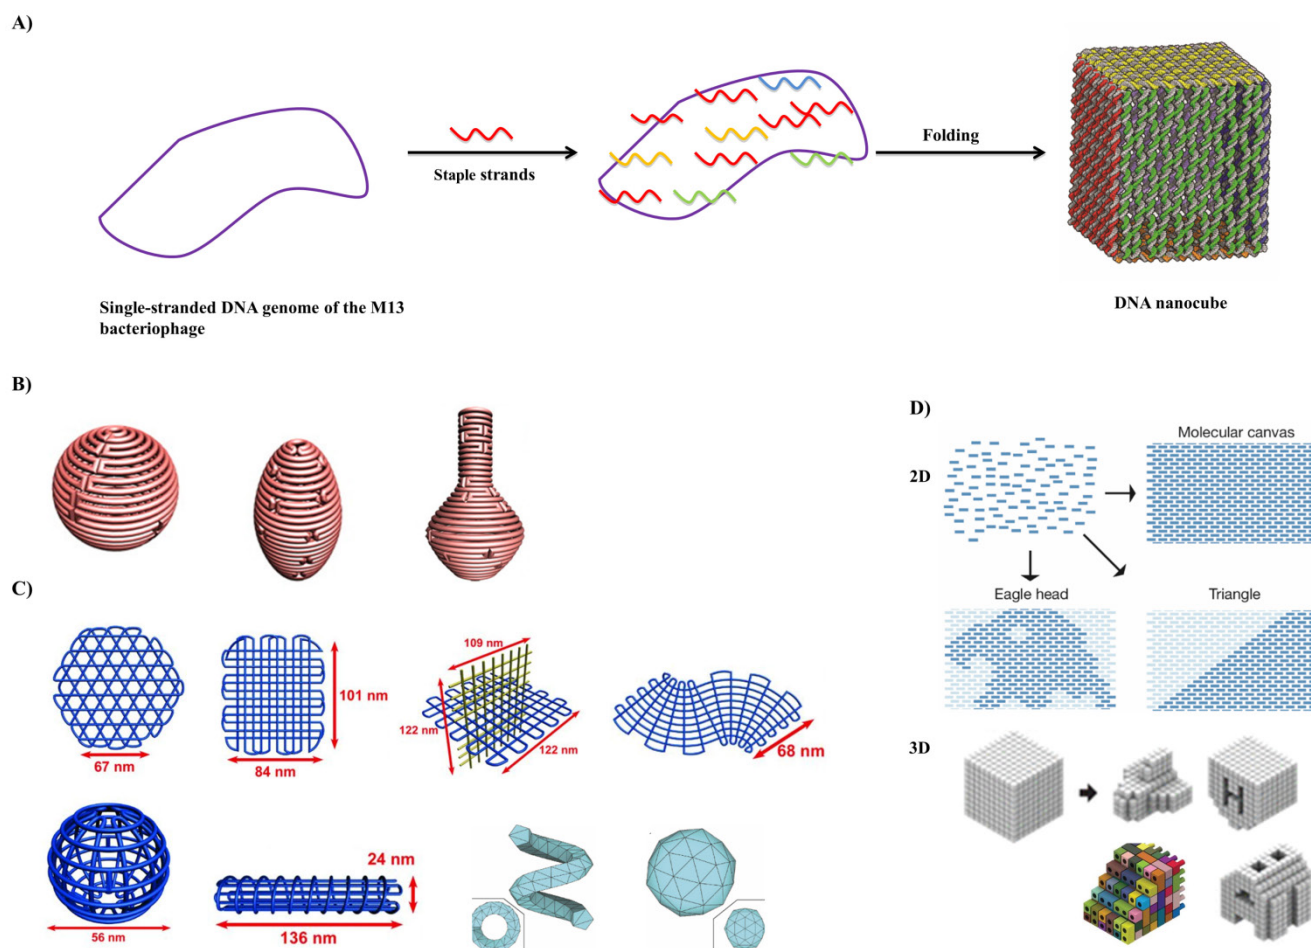 A)
Staple strands
Folding
Single-stranded DNA genome of the M13
bacteriophage
DNA nanocube
B)
C)
67 nm
101 nm
84 nm
109 nm
122 nm
122 nm
68 nm
56 nm
24 nm
136 nm
D)
2D
Molecular canvas
Eagle head
Triangle
3D
H